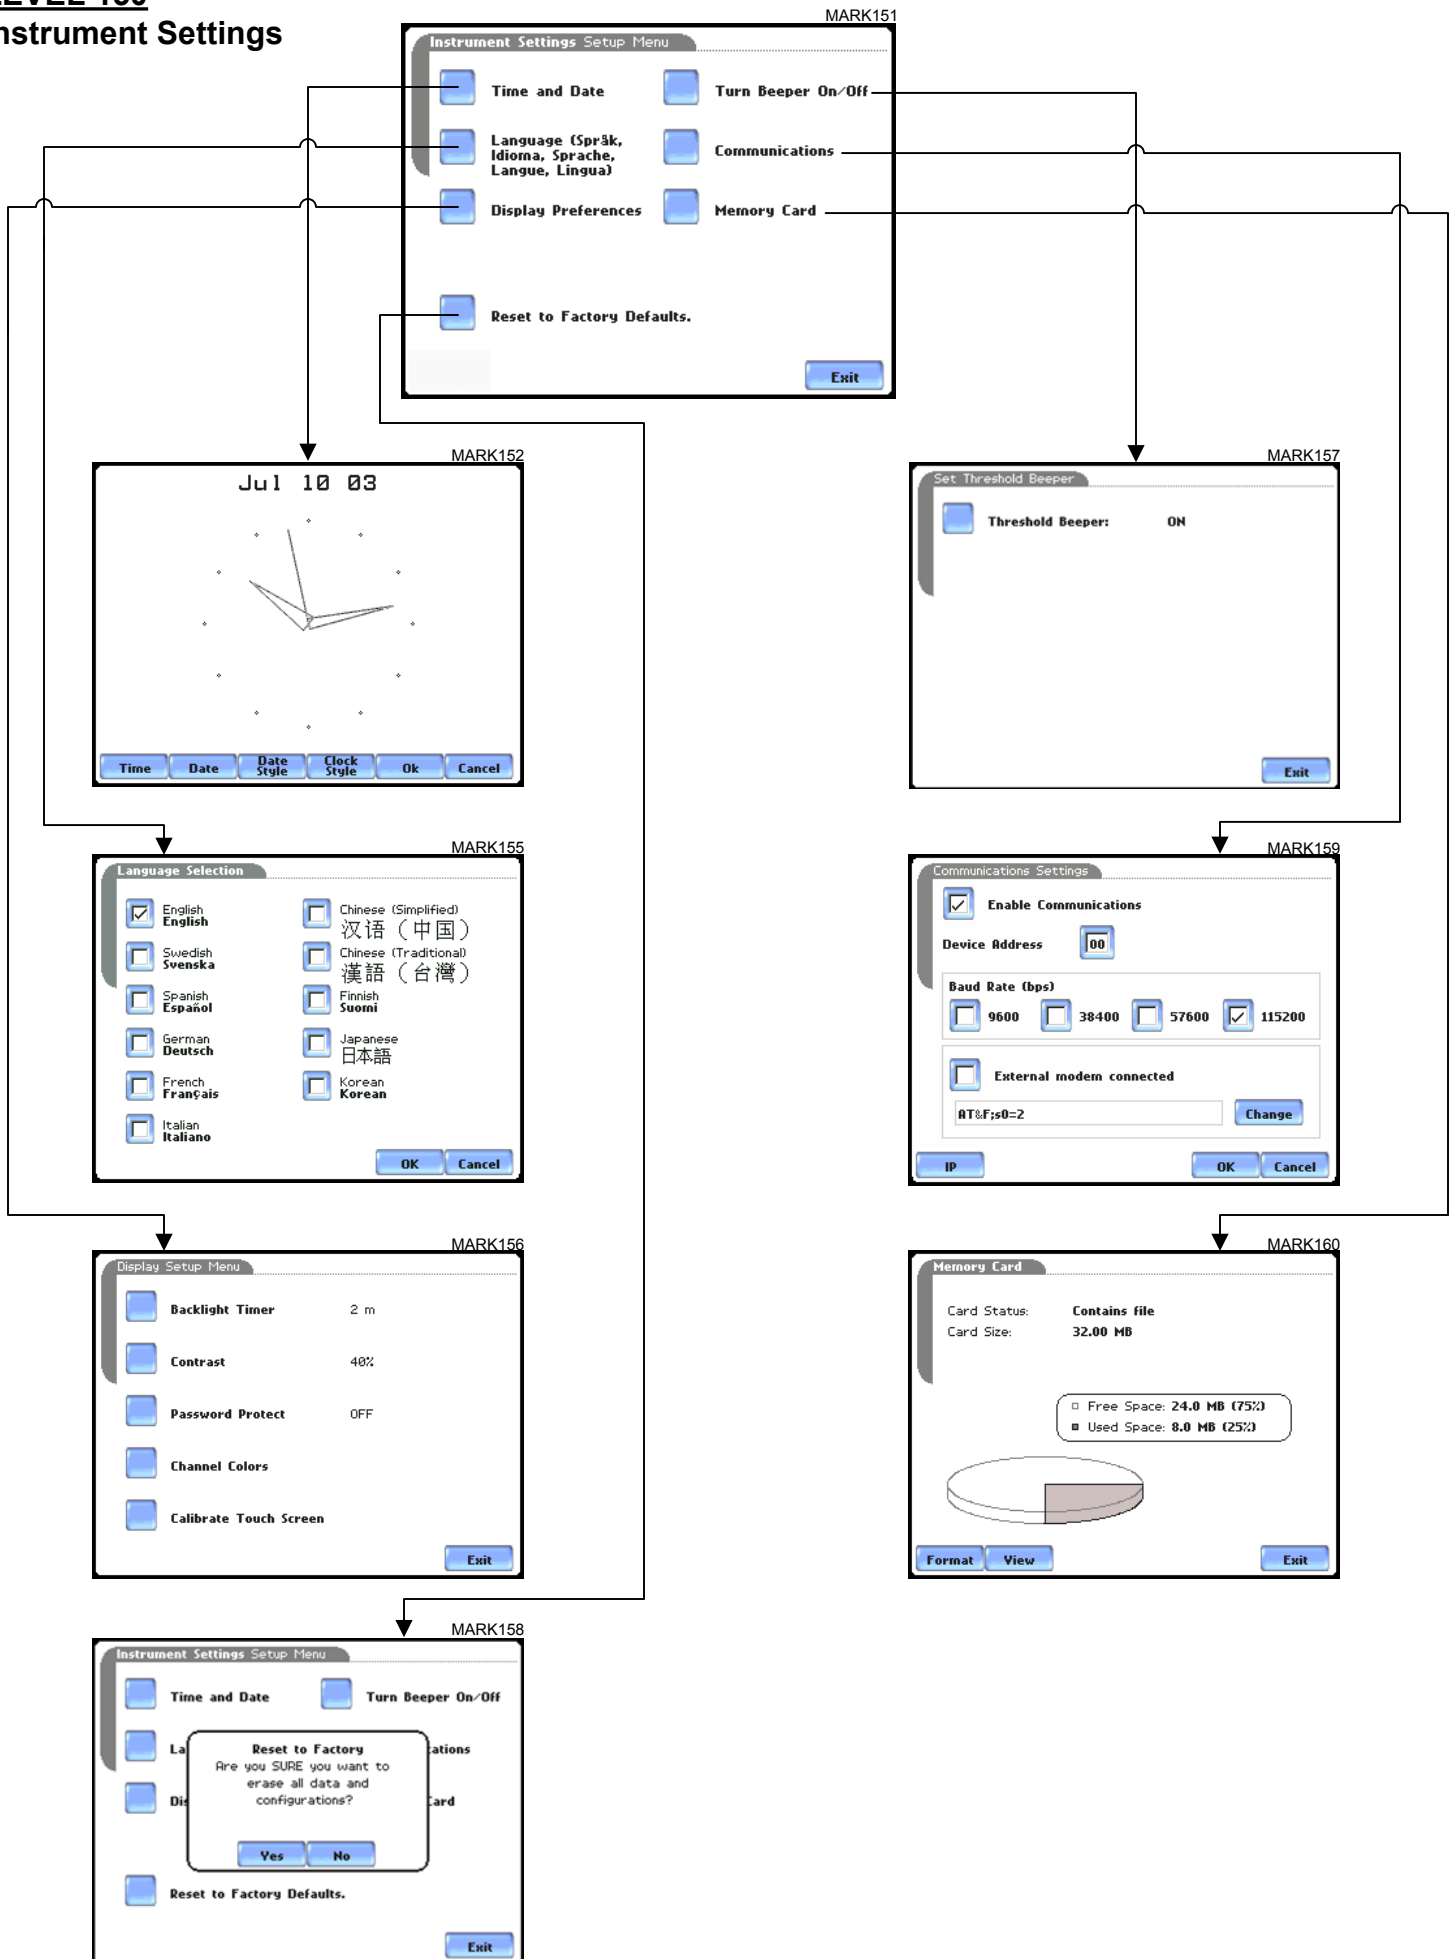 LEVEL 150
Instrument Settings
MARK151
Instrument Settings Setup Menu
Time and Date
Turn Beeper On/Off
Language (Språk,
Idioma, Sprache,
Langue, Lingua)
Communications
Display Preferences
Memory Card
Reset to Factory Defaults.
Exit
MARK152
Jul 10 03
Time Date Date Style Clock Style Ok Cancel
MARK157
Set Threshold Beeper
Threshold Beeper: ON
Exit
MARK155
Language Selection
English
English
Chinese (Simplified)
汉语（中国）
Swedish
Svenska
Chinese (Traditional)
漢語（台灣）
Spanish
Español
Finnish
Suomi
German
Deutsch
Japanese
日本語
French
Français
Korean
Korean
Italian
Italiano
OK Cancel
MARK159
Communications Settings
Enable Communications
Device Address 00
Baud Rate (bps)
9600 38400 57600 115200
External modem connected
AT&F;s0=2 Change
IP OK Cancel
MARK156
Display Setup Menu
Backlight Timer 2 m
Contrast 40%
Password Protect OFF
Channel Colors
Calibrate Touch Screen
Exit
MARK160
Memory Card
Card Status: Contains file
Card Size: 32.00 MB
Free Space: 24.0 MB (75%)
Used Space: 8.0 MB (25%)
Format View Exit
MARK158
Instrument Settings Setup Menu
Time and Date
Turn Beeper On/Off
La
cations
Dis
Card
Reset to Factory
Are you SURE you want to
erase all data and
configurations?
Yes No
Reset to Factory Defaults.
Exit